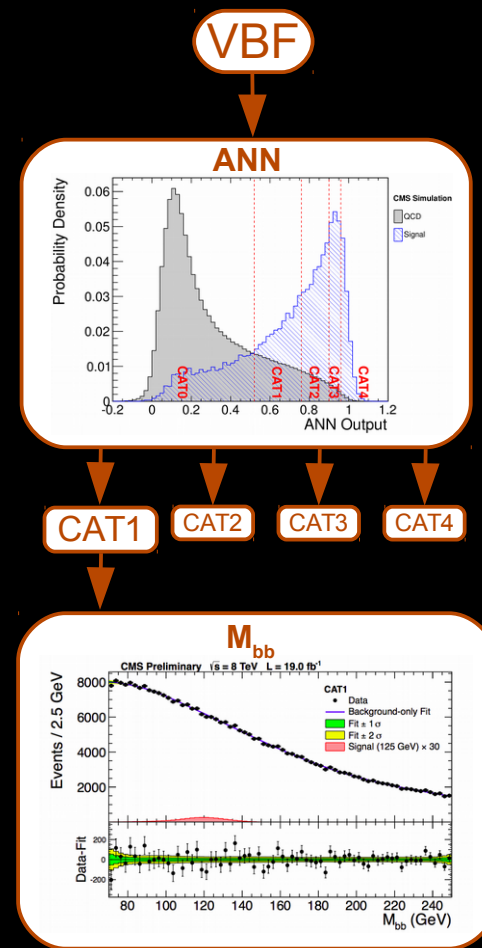 VBF
ANN
Probability Density
0.06
0.05
0.04
0.03
0.02
0.01
0
CMS Simulation
QCD
Signal
CAT0
CAT1
CAT2
CAT3
CAT4
-0.2 0 0.2 0.4 0.6 0.8 1 1.2
ANN Output
CAT1 CAT2 CAT3 CAT4
Mbb
CMS Preliminary √s = 8 TeV L = 19.0 fb-1
Events / 2.5 GeV
8000
6000
4000
2000
CAT1
Data
Background-only Fit
Fit ± 1 σ
Fit ± 2 σ
Signal (125 GeV) × 30
Data-Fit
200
0
-200
80 100 120 140 160 180 200 220 240
Mbb (GeV)